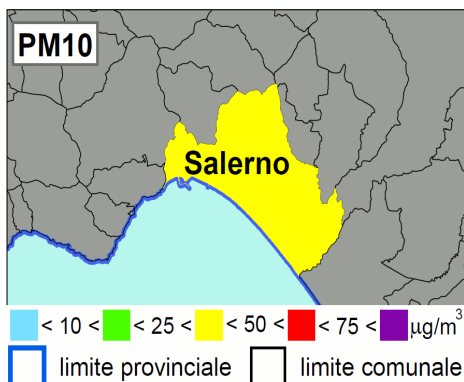 PM10
Salerno
< 10 < < 25 < < 50 < < 75 < µg/m³
limite provinciale limite comunale